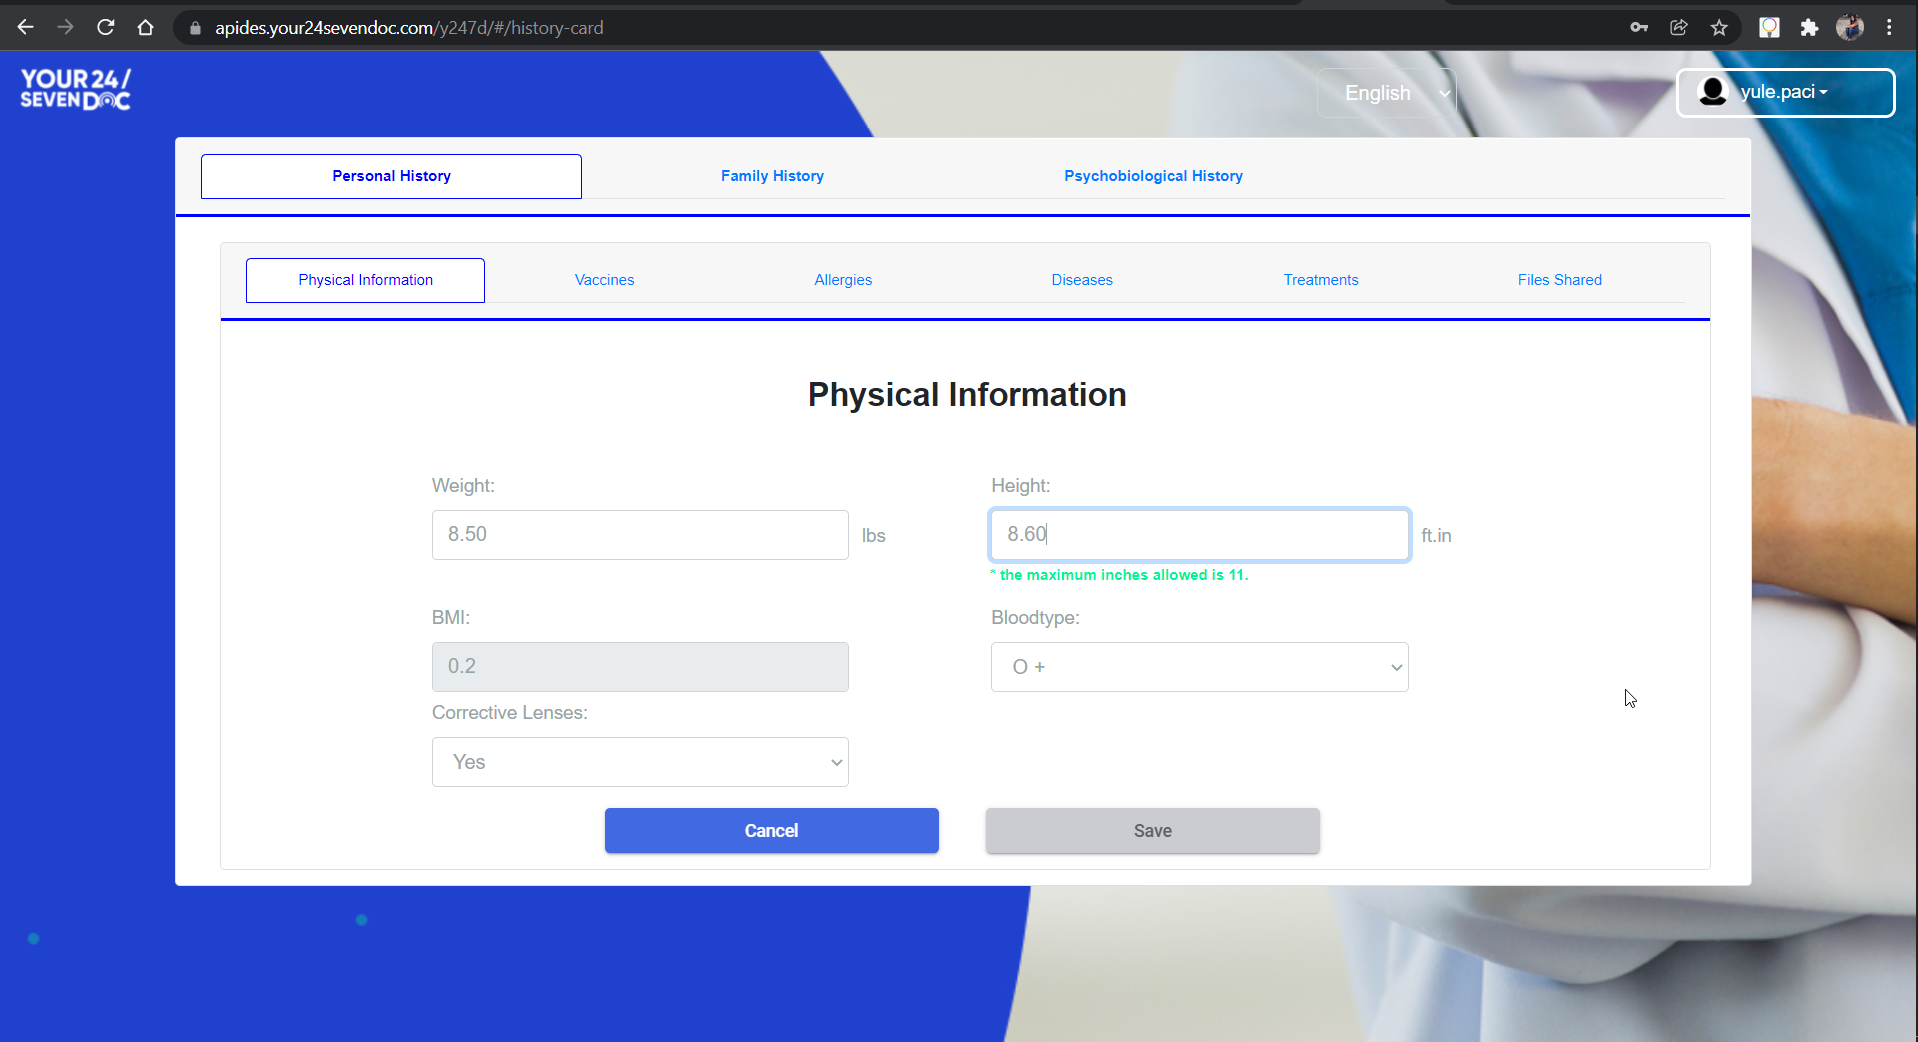 apides.your24sevendoc.com/y247d/#/history-card
YOUR 24/
SEVEN DOC
English
yule.paci
Personal History
Family History
Psychobiological History
Physical Information
Vaccines
Allergies
Diseases
Treatments
Files Shared
Physical Information
Weight:
Height:
8.50
lbs
8.60
ft.in
* the maximum inches allowed is 11.
BMI:
Bloodtype:
0.2
O +
Corrective Lenses:
Yes
Cancel
Save